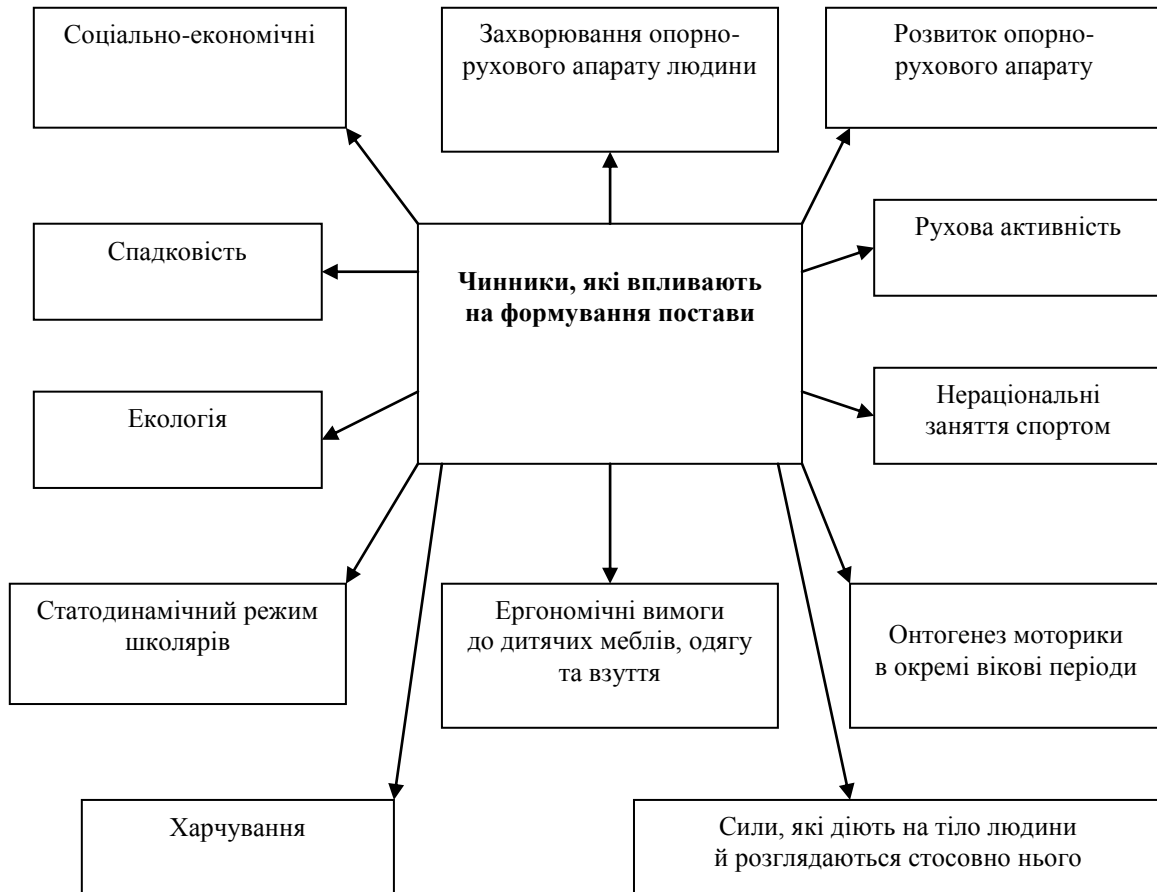 Соціально-економічні
Захворювання опорно-
рухового апарату людини
Розвиток опорно-
рухового апарату
Спадковість
Чинники, які впливають
на формування постави
Рухова активність
Екологія
Нераціональні
заняття спортом
Статодинамічний режим
школярів
Ергономічні вимоги
до дитячих меблів, одягу
та взуття
Онтогенез моторики
в окремі вікові періоди
Харчування
Сили, які діють на тіло людини
й розглядаються стосовно нього